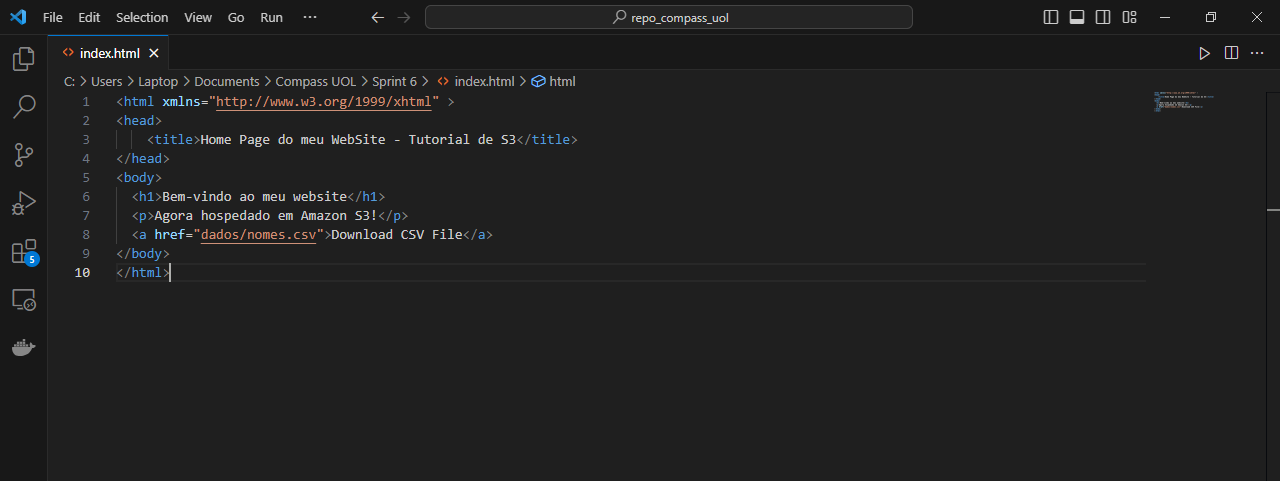 File Edit Selection View Go Run ··· repo_compass_uol
index.html
C: > Users > Laptop > Documents > Compass UOL > Sprint 6 > index.html > html
1 <html xmlns="http://www.w3.org/1999/xhtml" >
2 <head>
3 <title>Home Page do meu WebSite - Tutorial de S3</title>
4 </head>
5 <body>
6 <h1>Bem-vindo ao meu website</h1>
7 <p>Agora hospedado em Amazon S3!</p>
8 <a href="dados/nomes.csv">Download CSV File</a>
9 </body>
10 </html>
5